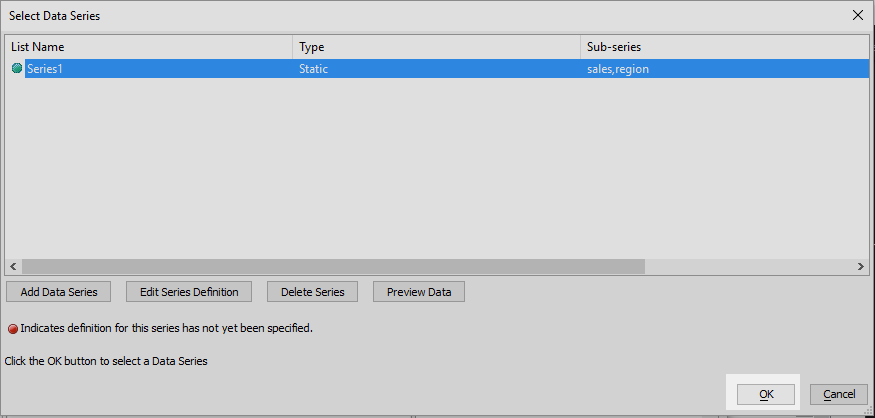 Select Data Series
List Name Type Sub-series
Series1 Static sales,region
Add Data Series Edit Series Definition Delete Series Preview Data
Indicates definition for this series has not yet been specified.
Click the OK button to select a Data Series
OK Cancel